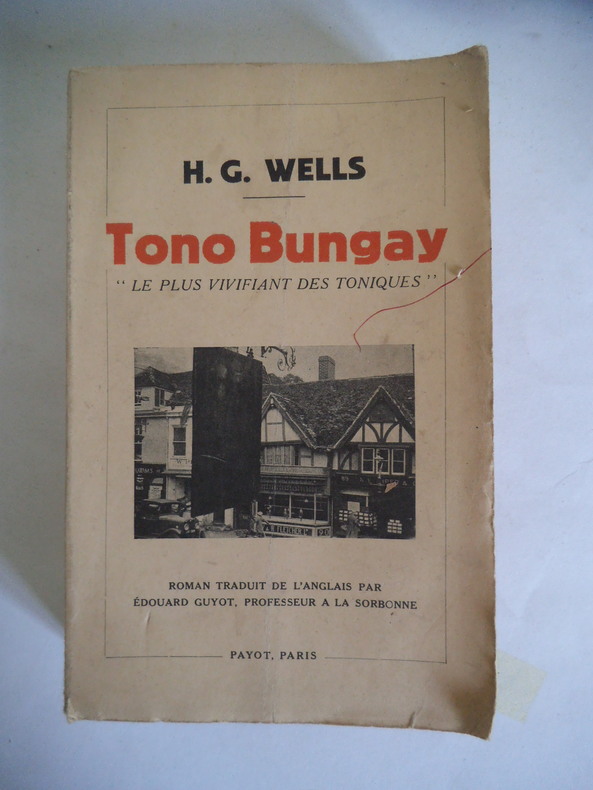 H. G. WELLS
Tono Bungay
“ LE PLUS VIVIFIANT DES TONIQUES ”
ROMAN TRADUIT DE L'ANGLAIS PAR
ÉDOUARD GUYOT, PROFESSEUR A LA SORBONNE
PAYOT, PARIS